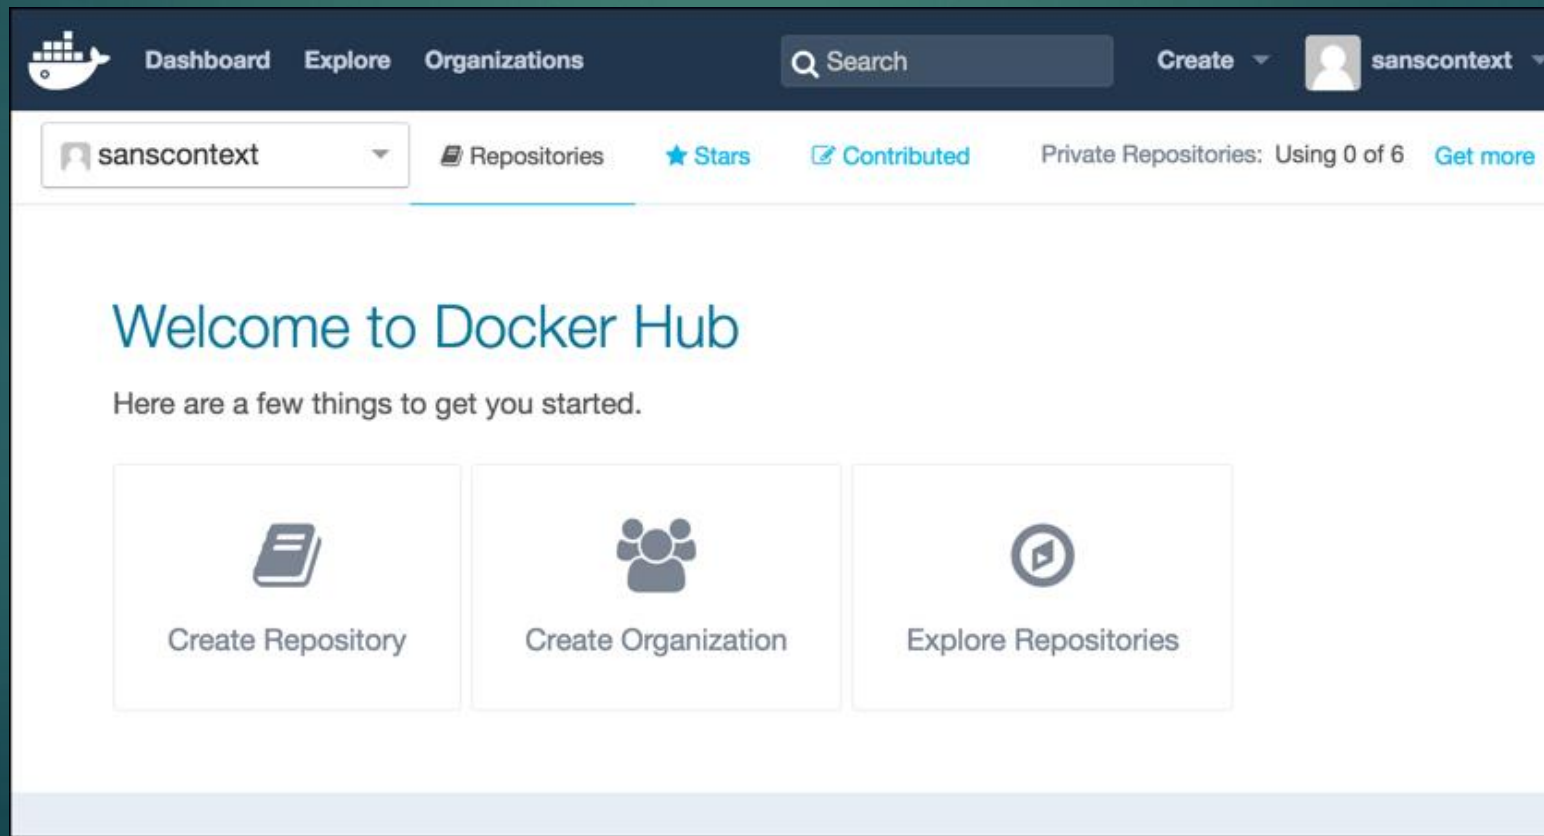 Dashboard Explore Organizations Search Create sanscontext
sanscontext Repositories Stars Contributed Private Repositories: Using 0 of 6 Get more
Welcome to Docker Hub
Here are a few things to get you started.
Create Repository Create Organization Explore Repositories